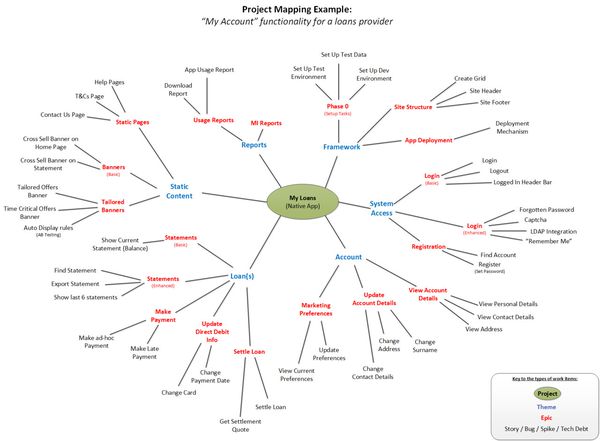 Project Mapping Example:
"My Account" functionality for a loans provider
Set Up Test Data
App Usage Report
Set Up Test
Environment
Set Up Dev
Environment
Help Pages
Download
Report
Create Grid
T&Cs Page
Site Header
Phase 0
(Setup Tasks)
Site Structure
Site Footer
Contact Us Page
Static Pages
Usage Reports
MI Reports
Deployment
Mechanism
App Deployment
Reports
Framework
Cross Sell Banner on
Home Page
Cross Sell Banner on
Statement
Banners
(Basic)
Login
Logout
Logged In Header Bar
Login
(Basic)
Tailored Offers
Banner
Static
Content
My Loans
(Native App)
System
Access
Time Critical Offers
Banner
Tailored
Banners
Forgotten Password
Captcha
LDAP Integration
"Remember Me"
Login
(Enhanced)
Auto Display rules
(AB Testing)
Show Current
Statement (Balance)
Statements
(Basic)
Registration
Find Account
Register
(Set Password)
Account
Find Statement
Export Statement
Show last 6 statements
Statements
(Enhanced)
Loan(s)
View Account
Details
View Personal Details
View Contact Details
View Address
Make
Payment
Marketing
Preferences
Update
Account Details
Make ad-hoc
Payment
Make Late
Payment
Update
Direct Debit
Info
Settle Loan
Update
Preferences
View Current
Preferences
Change
Address
Change
Surname
Change
Contact Details
Change
Payment Date
Change Card
Get Settlement
Quote
Settle Loan
Key to the types of work items:
Project
Theme
Epic
Story / Bug / Spike / Tech Debt